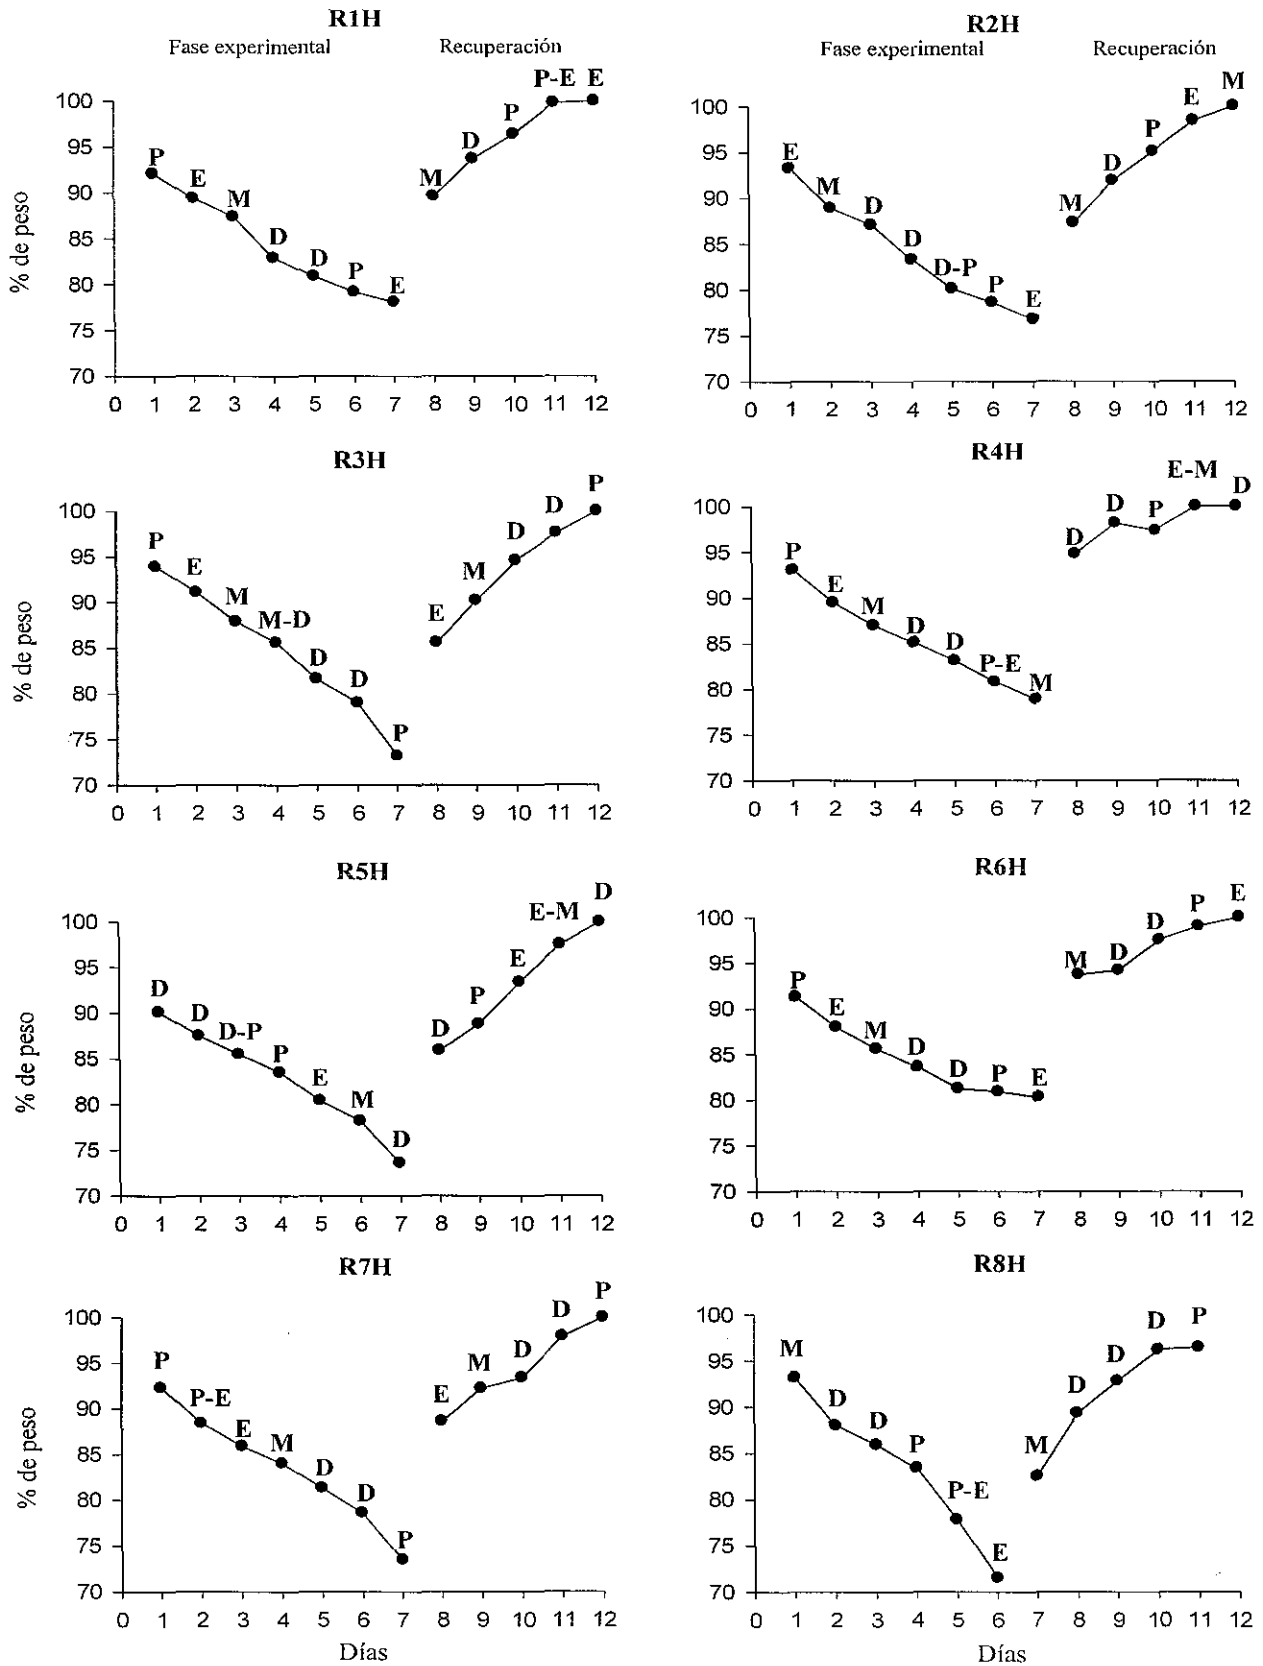 R1H
Fase experimental Recuperación
P E M D D P E M D P P-E E
% de peso
100
95
90
85
80
75
70
0 1 2 3 4 5 6 7 8 9 10 11 12
R2H
Fase experimental Recuperación
E M D D D-P P E M D P E M
100
95
90
85
80
75
70
0 1 2 3 4 5 6 7 8 9 10 11 12
R3H
P E M M-D D D P E M D D P
% de peso
100
95
90
85
80
75
70
0 1 2 3 4 5 6 7 8 9 10 11 12
R4H
P E M D D P-E M D D P E-M D
100
95
90
85
80
75
70
0 1 2 3 4 5 6 7 8 9 10 11 12
R5H
D D D-P P E M D D P E E-M D
% de peso
100
95
90
85
80
75
70
0 1 2 3 4 5 6 7 8 9 10 11 12
R6H
P E M D D P E M D D P E
100
95
90
85
80
75
70
0 1 2 3 4 5 6 7 8 9 10 11 12
R7H
P P-E E M D D P E M D D P
% de peso
100
95
90
85
80
75
70
0 1 2 3 4 5 6 7 8 9 10 11 12
Días
R8H
M D D P P-E E M D D D P
100
95
90
85
80
75
70
0 1 2 3 4 5 6 7 8 9 10 11 12
Días